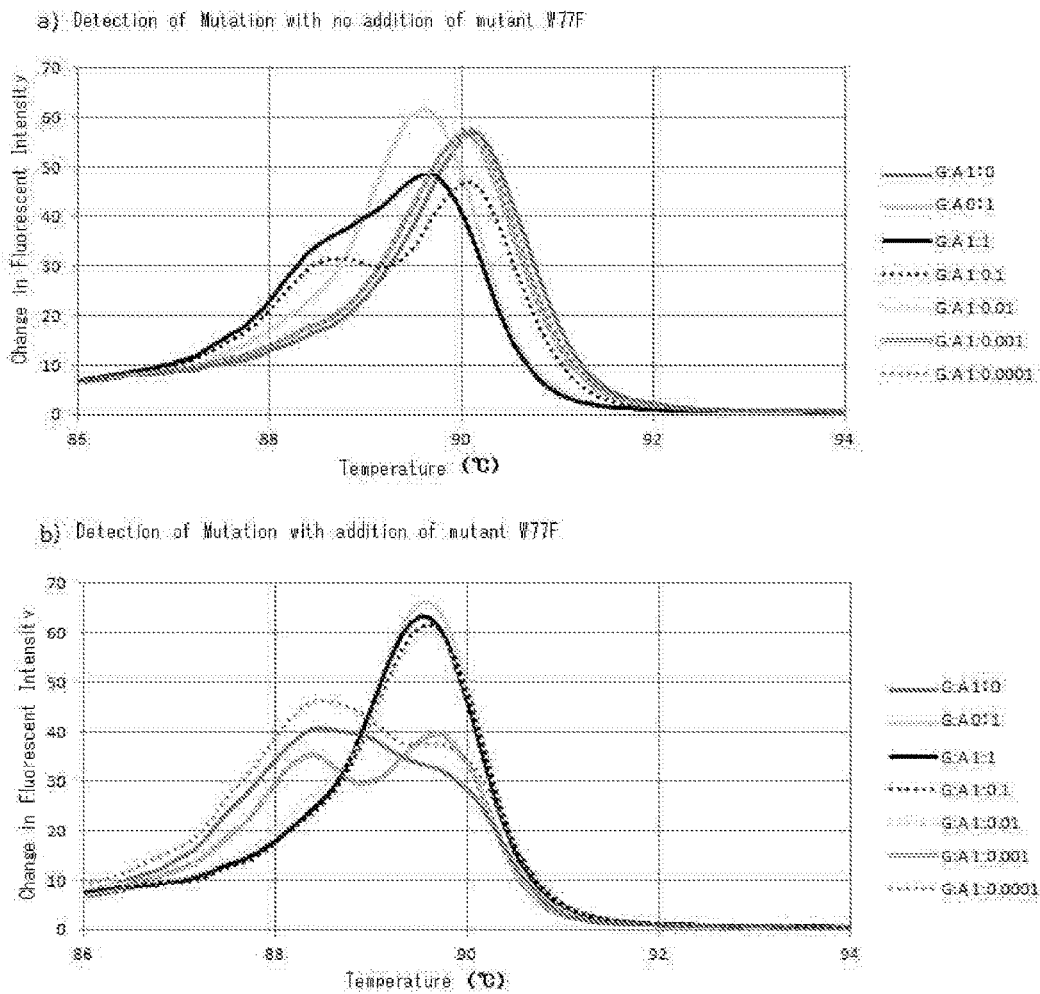 a) Detection of Mutation with no addition of mutant W77F
Change in Fluorescent Intensity
70
60
50
40
30
20
10
0
86
88
90
92
94
Temperature (℃)
G:A1:0
G:A0:1
G:A1:1
G:A1:0.1
G:A1:0.01
G:A1:0.001
G:A1:0.0001
b) Detection of Mutation with addition of mutant W77F
Change in Fluorescent Intensity
70
60
50
40
30
20
10
0
86
88
90
92
94
Temperature (℃)
G:A1:0
G:A0:1
G:A1:1
G:A1:0.1
G:A1:0.01
G:A1:0.001
G:A1:0.0001